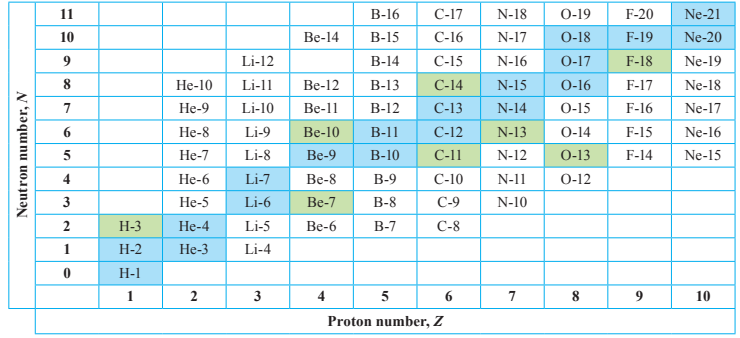 11 B-16 C-17 N-18 O-19 F-20 Ne-21
10 Be-14 B-15 C-16 N-17 O-18 F-19 Ne-20
9 Li-12 B-14 C-15 N-16 O-17 F-18 Ne-19
8 He-10 Li-11 Be-12 B-13 C-14 N-15 O-16 F-17 Ne-18
7 He-9 Li-10 Be-11 B-12 C-13 N-14 O-15 F-16 Ne-17
6 He-8 Li-9 Be-10 B-11 C-12 N-13 O-14 F-15 Ne-16
5 He-7 Li-8 Be-9 B-10 C-11 N-12 O-13 F-14 Ne-15
4 He-6 Li-7 Be-8 B-9 C-10 N-11 O-12
3 He-5 Li-6 Be-7 B-8 C-9 N-10
2 H-3 He-4 Li-5 Be-6 B-7 C-8
1 H-2 He-3 Li-4
0 H-1
1 2 3 4 5 6 7 8 9 10
Neutron number, N
Proton number, Z